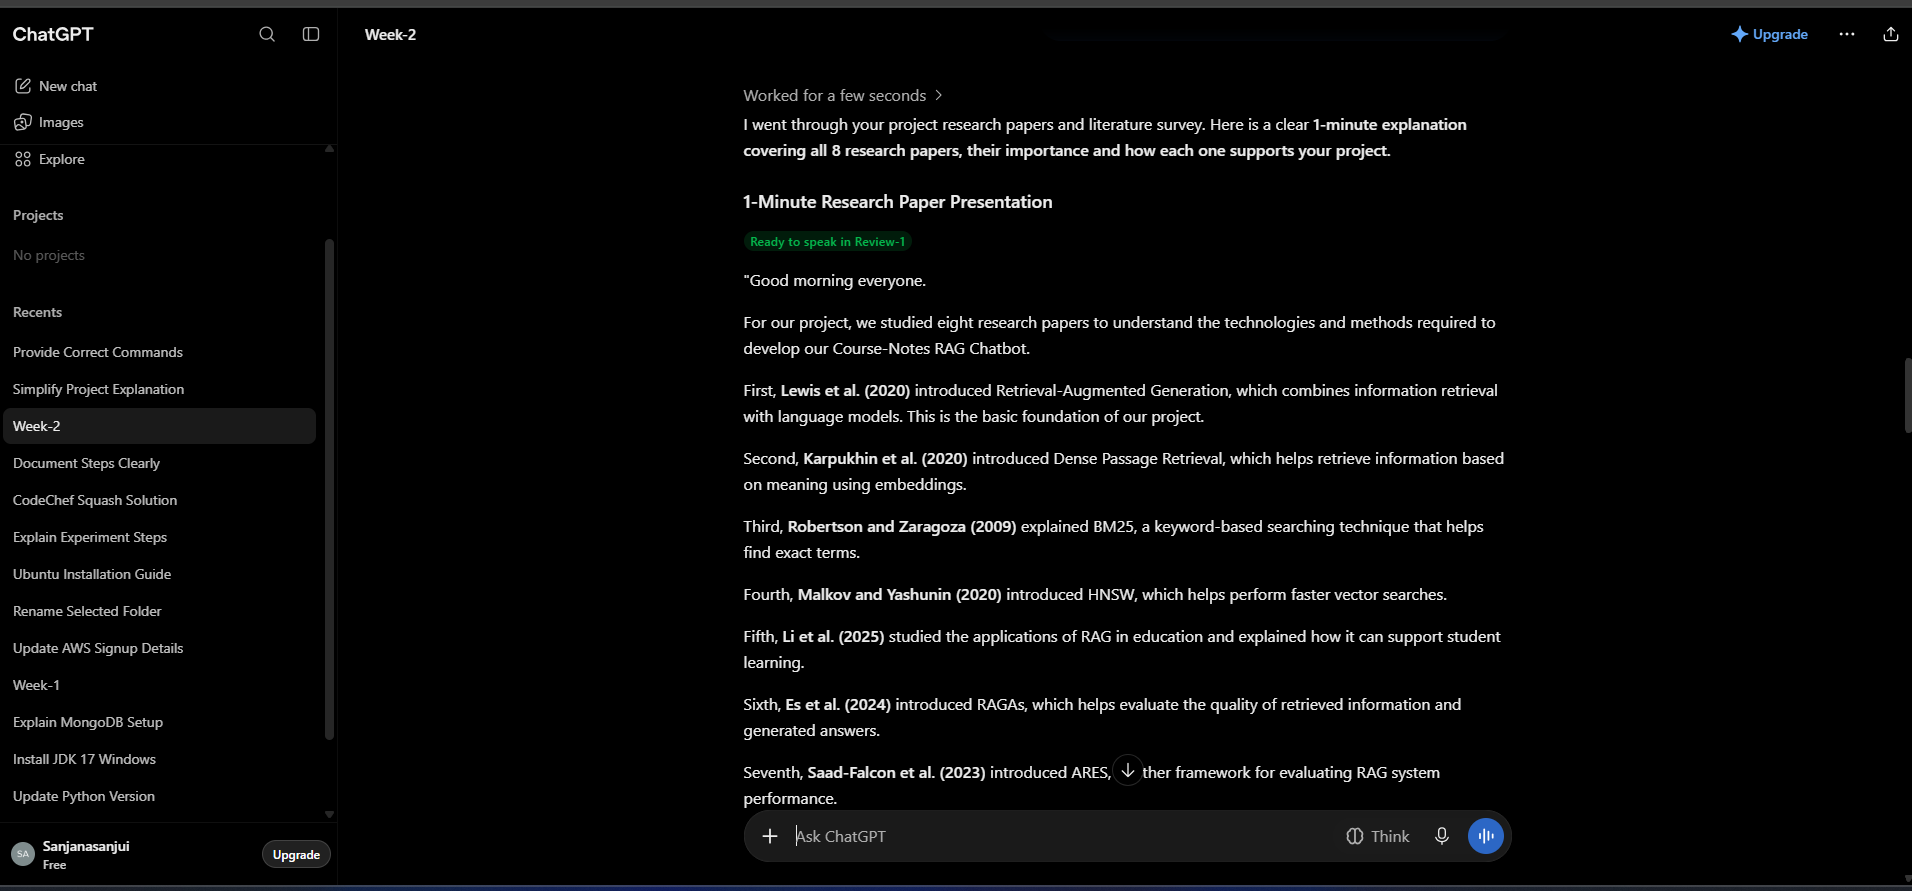 ChatGPT
New chat
Images
Explore
Projects
No projects
Recents
Provide Correct Commands
Simplify Project Explanation
Week-2
Document Steps Clearly
CodeChef Squash Solution
Explain Experiment Steps
Ubuntu Installation Guide
Rename Selected Folder
Update AWS Signup Details
Week-1
Explain MongoDB Setup
Install JDK 17 Windows
Update Python Version
SA
Sanjanasanjui
Free
Upgrade
Week-2
Upgrade
Worked for a few seconds
I went through your project research papers and literature survey. Here is a clear 1-minute explanation
covering all 8 research papers, their importance and how each one supports your project.
1-Minute Research Paper Presentation
Ready to speak in Review-1
"Good morning everyone.
For our project, we studied eight research papers to understand the technologies and methods required to
develop our Course-Notes RAG Chatbot.
First, Lewis et al. (2020) introduced Retrieval-Augmented Generation, which combines information retrieval
with language models. This is the basic foundation of our project.
Second, Karpukhin et al. (2020) introduced Dense Passage Retrieval, which helps retrieve information based
on meaning using embeddings.
Third, Robertson and Zaragoza (2009) explained BM25, a keyword-based searching technique that helps
find exact terms.
Fourth, Malkov and Yashunin (2020) introduced HNSW, which helps perform faster vector searches.
Fifth, Li et al. (2025) studied the applications of RAG in education and explained how it can support student
learning.
Sixth, Es et al. (2024) introduced RAGAs, which helps evaluate the quality of retrieved information and
generated answers.
Seventh, Saad-Falcon et al. (2023) introduced ARES, ther framework for evaluating RAG system
performance.
Ask ChatGPT
Think